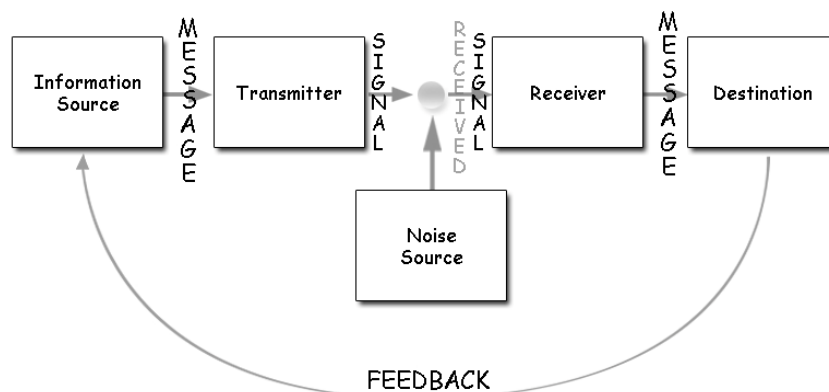 Information
Source
MESSAGE
Transmitter
SIGNAL
RECEIVED
SIGNAL
Receiver
MESSAGE
Destination
Noise
Source
FEEDBACK